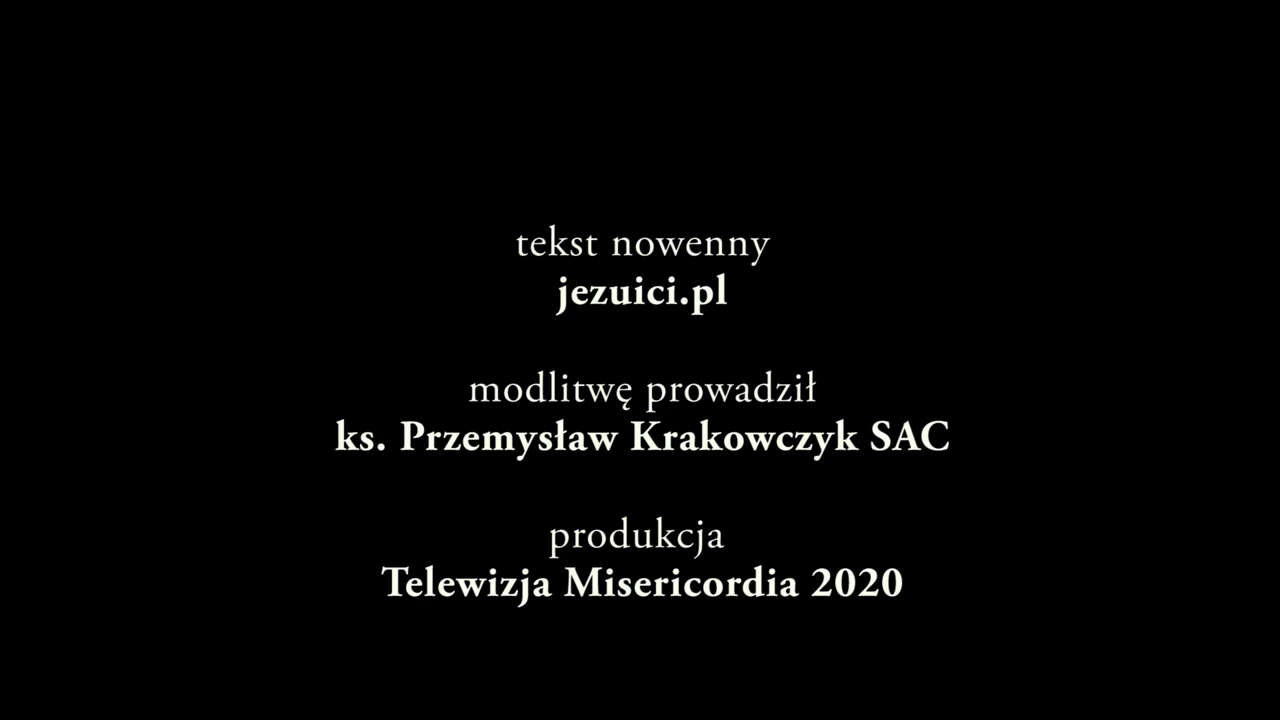 tekst nowenny
jezuici.pl
modlitwę prowadził
ks. Przemysław Krakowczyk SAC
produkcja
Telewizja Misericordia 2020